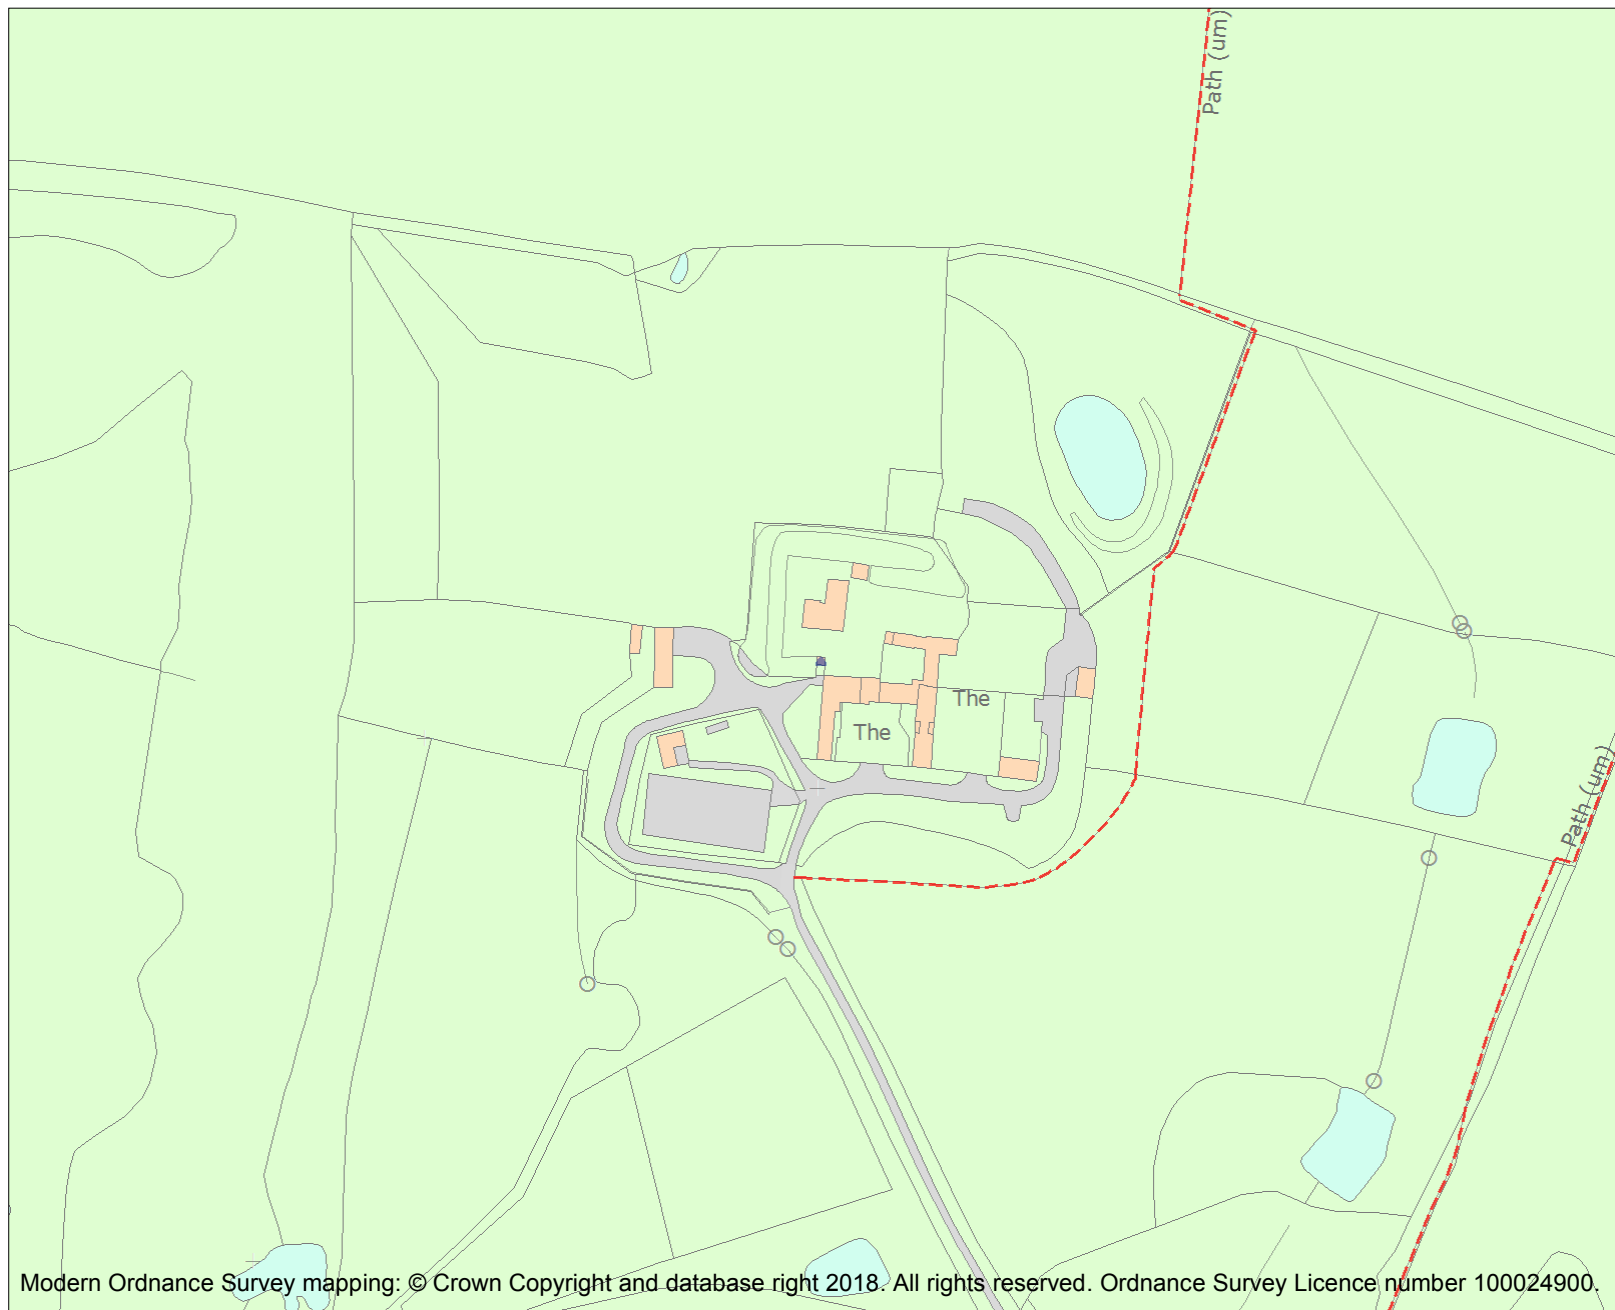 Path (um)
The
The
Path (um)
Modern Ordnance Survey mapping: © Crown Copyright and database right 2018. All rights reserved. Ordnance Survey Licence number 100024900.